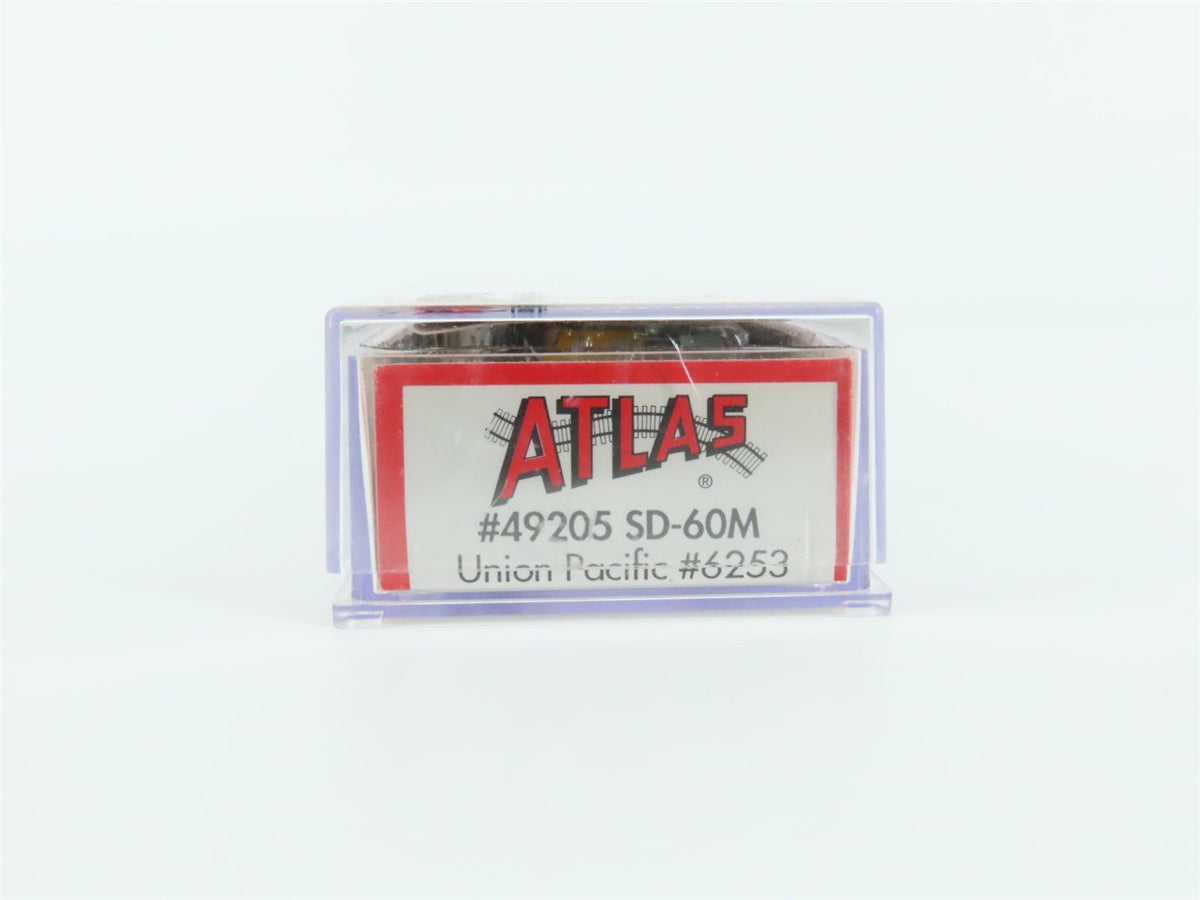 ATLAS
®
#49205 SD-60M
Union Pacific #6253